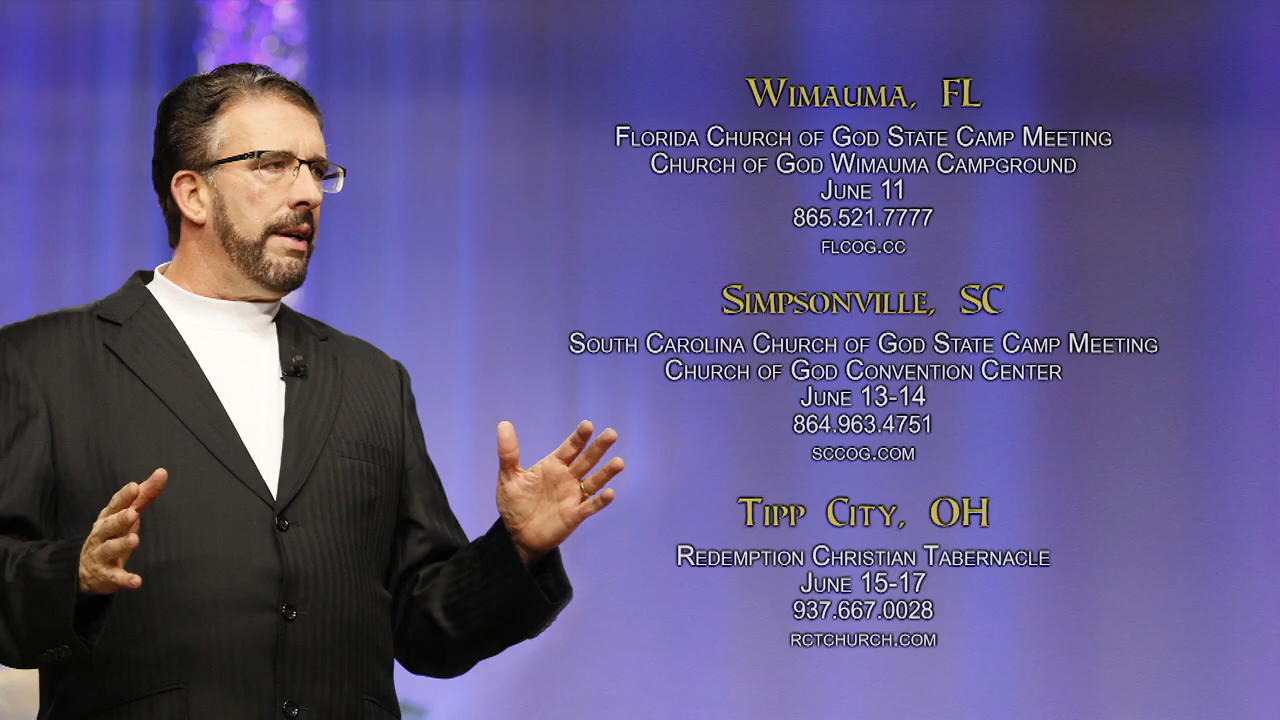 Wimauma, FL
Florida Church of God State Camp Meeting
Church of God Wimauma Campground
June 11
865.521.7777
flcog.cc
Simpsonville, SC
South Carolina Church of God State Camp Meeting
Church of God Convention Center
June 13-14
864.963.4751
sccog.com
Tipp City, OH
Redemption Christian Tabernacle
June 15-17
937.667.0028
rctchurch.com